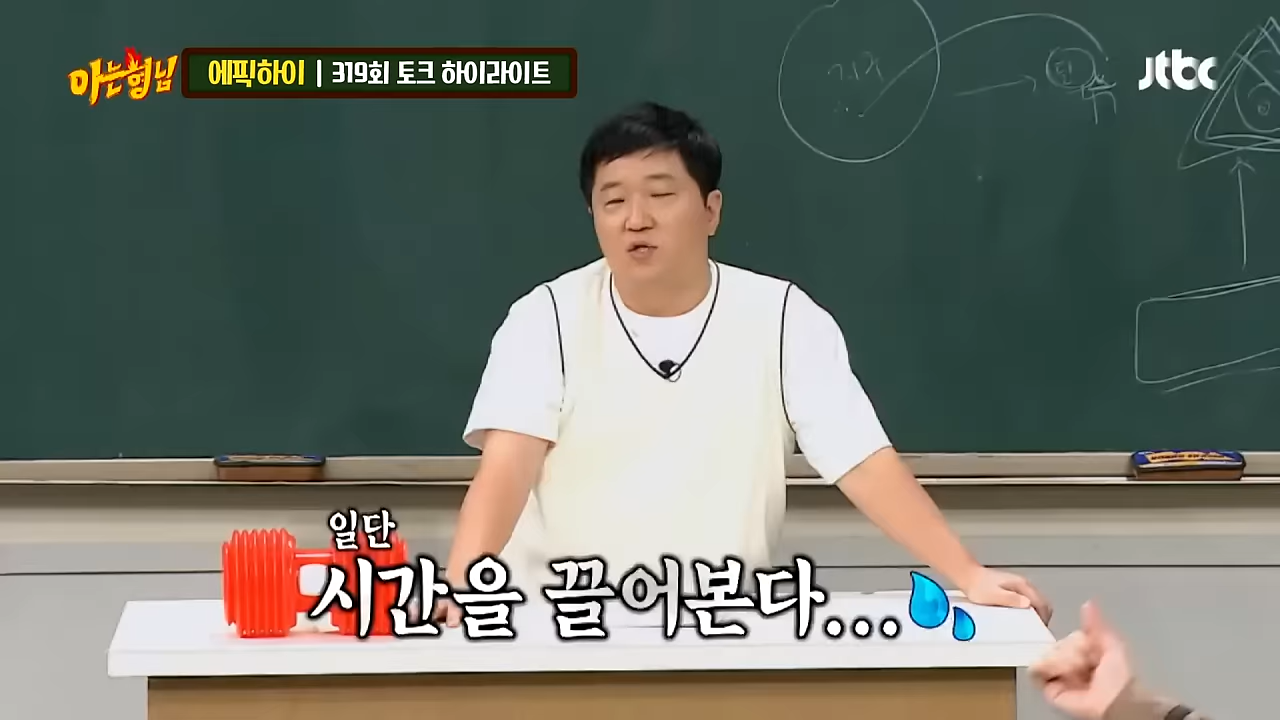 아는형님
에픽하이 | 319회 토크 하이라이트
jtbc
일단
시간을 끌어본다...